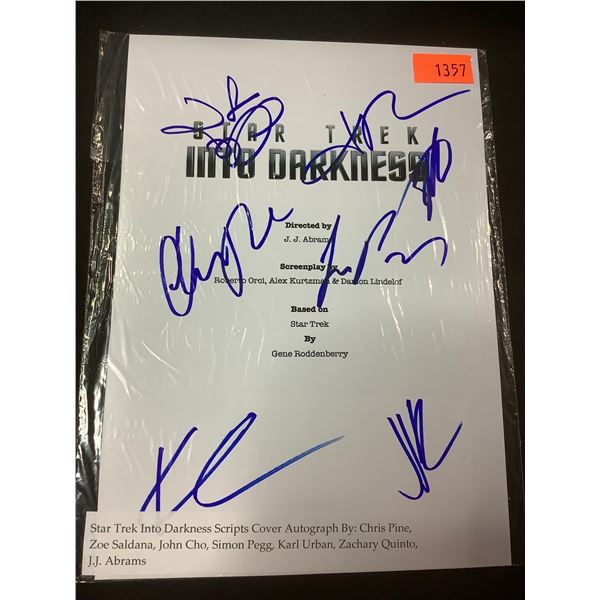 1357
STAR TREK
INTO DARKNESS
Directed by
J. J. Abrams
Screenplay by
Roberto Orci, Alex Kurtzman & Damon Lindelof
Based on
Star Trek
By
Gene Roddenberry
Star Trek Into Darkness Scripts Cover Autograph By: Chris Pine,
Zoe Saldana, John Cho, Simon Pegg, Karl Urban, Zachary Quinto,
J.J. Abrams